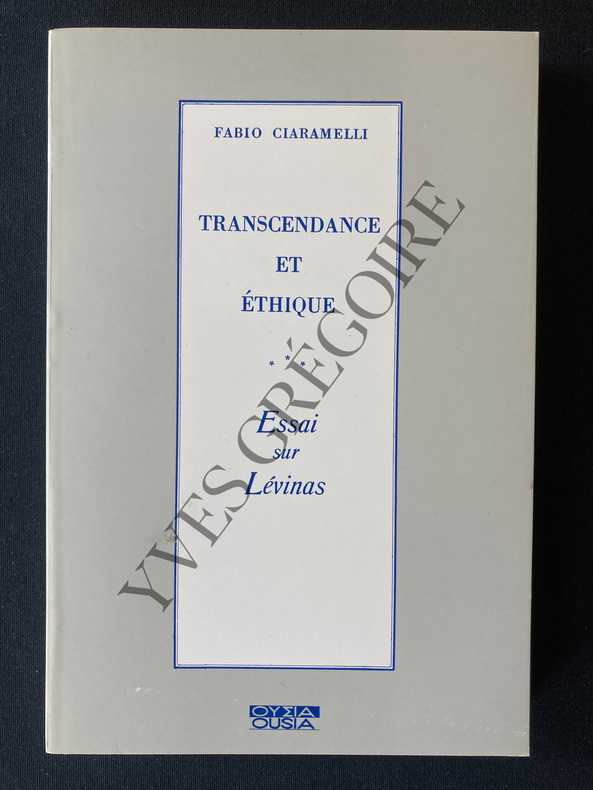 FABIO CIARAMELLI
TRANSCENDANCE
ET
ÉTHIQUE
* * *
Essai
sur
Lévinas
YVES GRÉGOIRE
ΟΥΣΙΑ
OUSIA